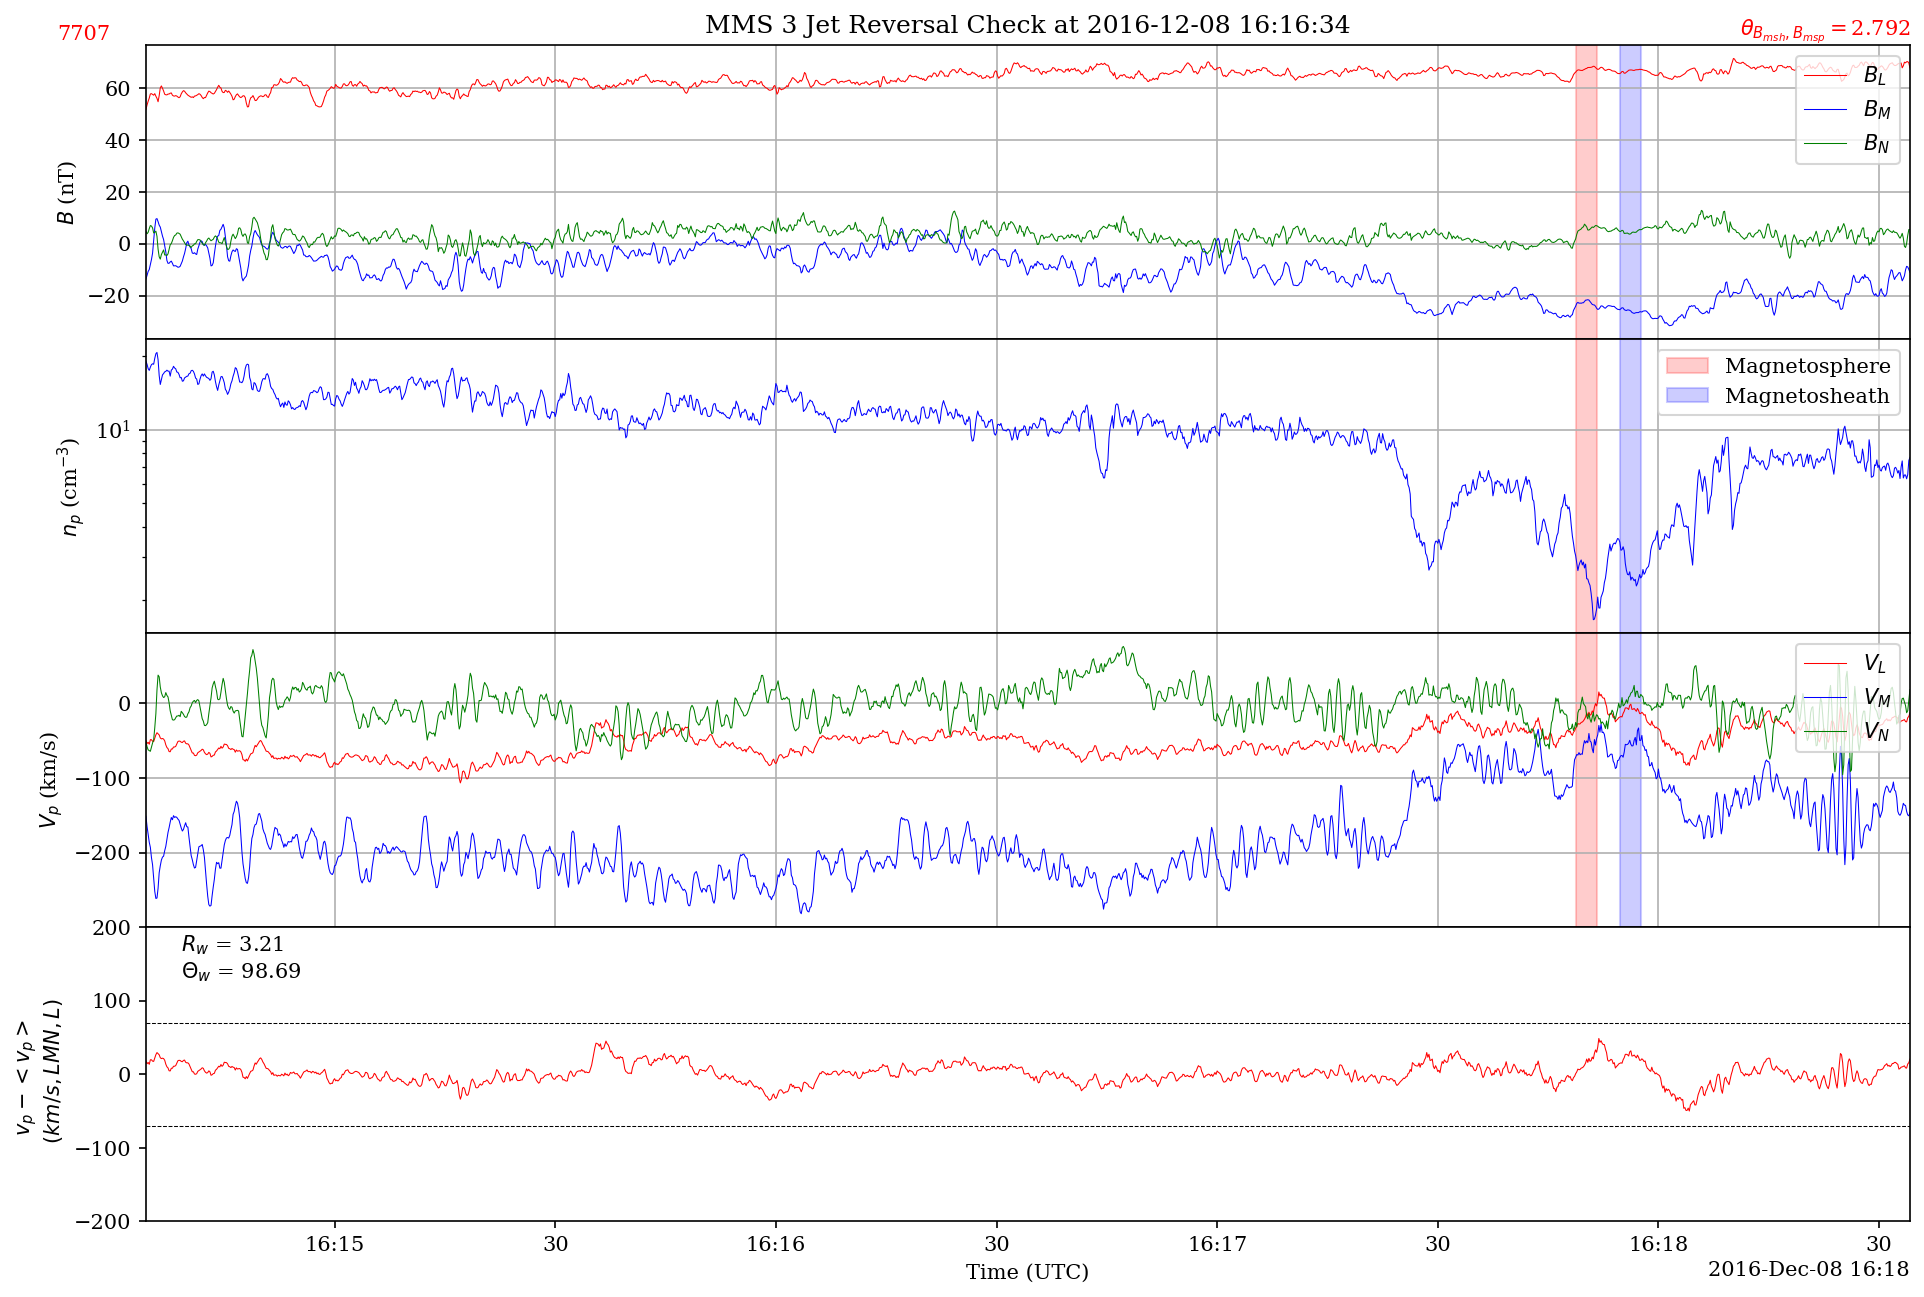 MMS 3 Jet Reversal Check at 2016-12-08 16:16:34
7707
θ_{B_{msh}, B_{msp}} = 2.792
B (nT)
60
40
20
0
−20
B_L
B_M
B_N
n_p (cm^{−3})
10^1
Magnetosphere
Magnetosheath
V_p (km/s)
0
−100
−200
V_L
V_M
V_N
v_p − < v_p >
(km/s, LMN, L)
200
100
0
−100
−200
R_w = 3.21
Θ_w = 98.69
16:15
30
16:16
30
16:17
30
16:18
30
Time (UTC)
2016-Dec-08 16:18